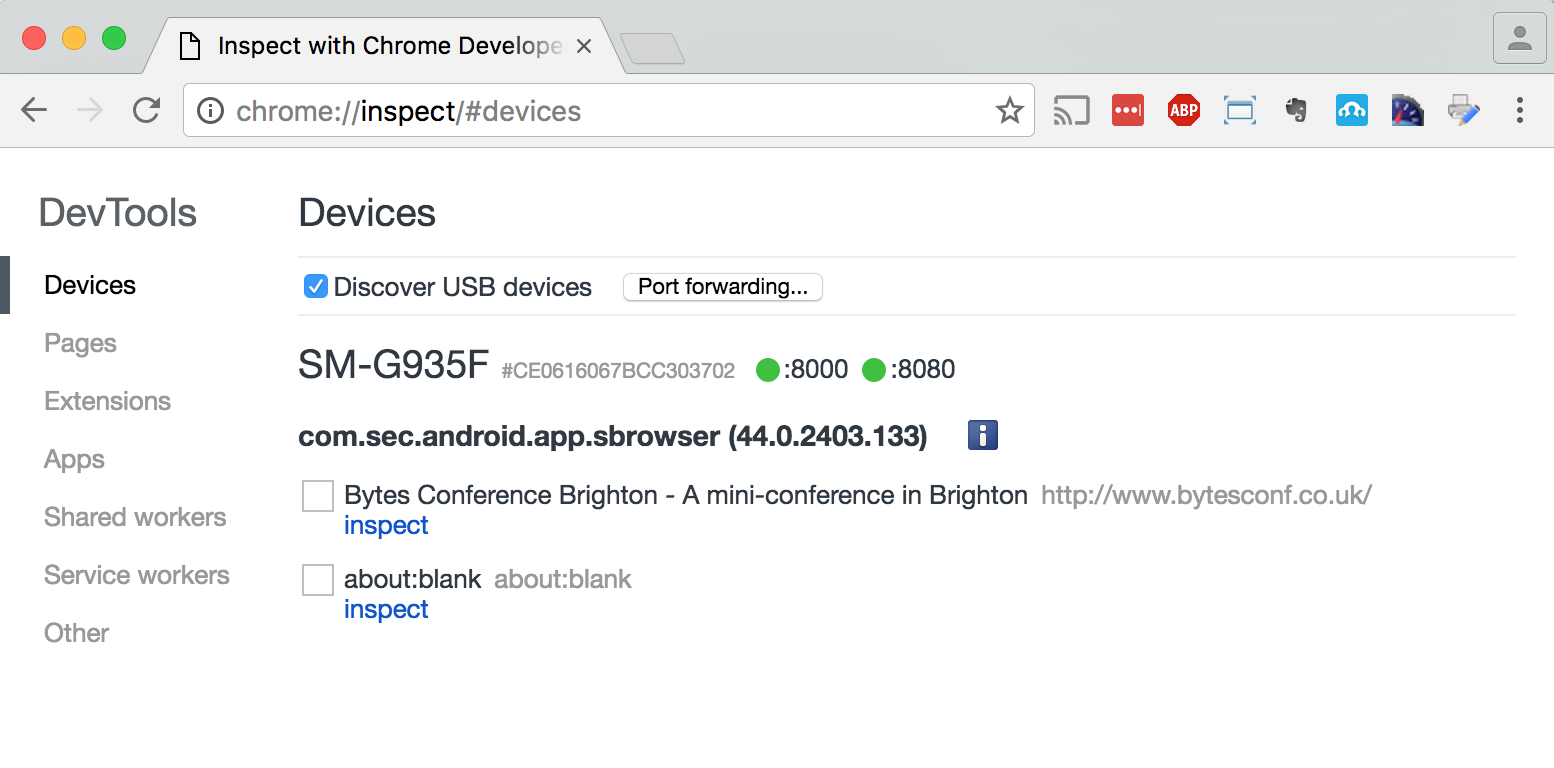 Inspect with Chrome Develope
chrome://inspect/#devices
ABP
DevTools
Devices
Pages
Extensions
Apps
Shared workers
Service workers
Other
Devices
Discover USB devices Port forwarding...
SM-G935F #CE0616067BCC303702 :8000 :8080
com.sec.android.app.sbrowser (44.0.2403.133)
Bytes Conference Brighton - A mini-conference in Brighton http://www.bytesconf.co.uk/
inspect
about:blank about:blank
inspect